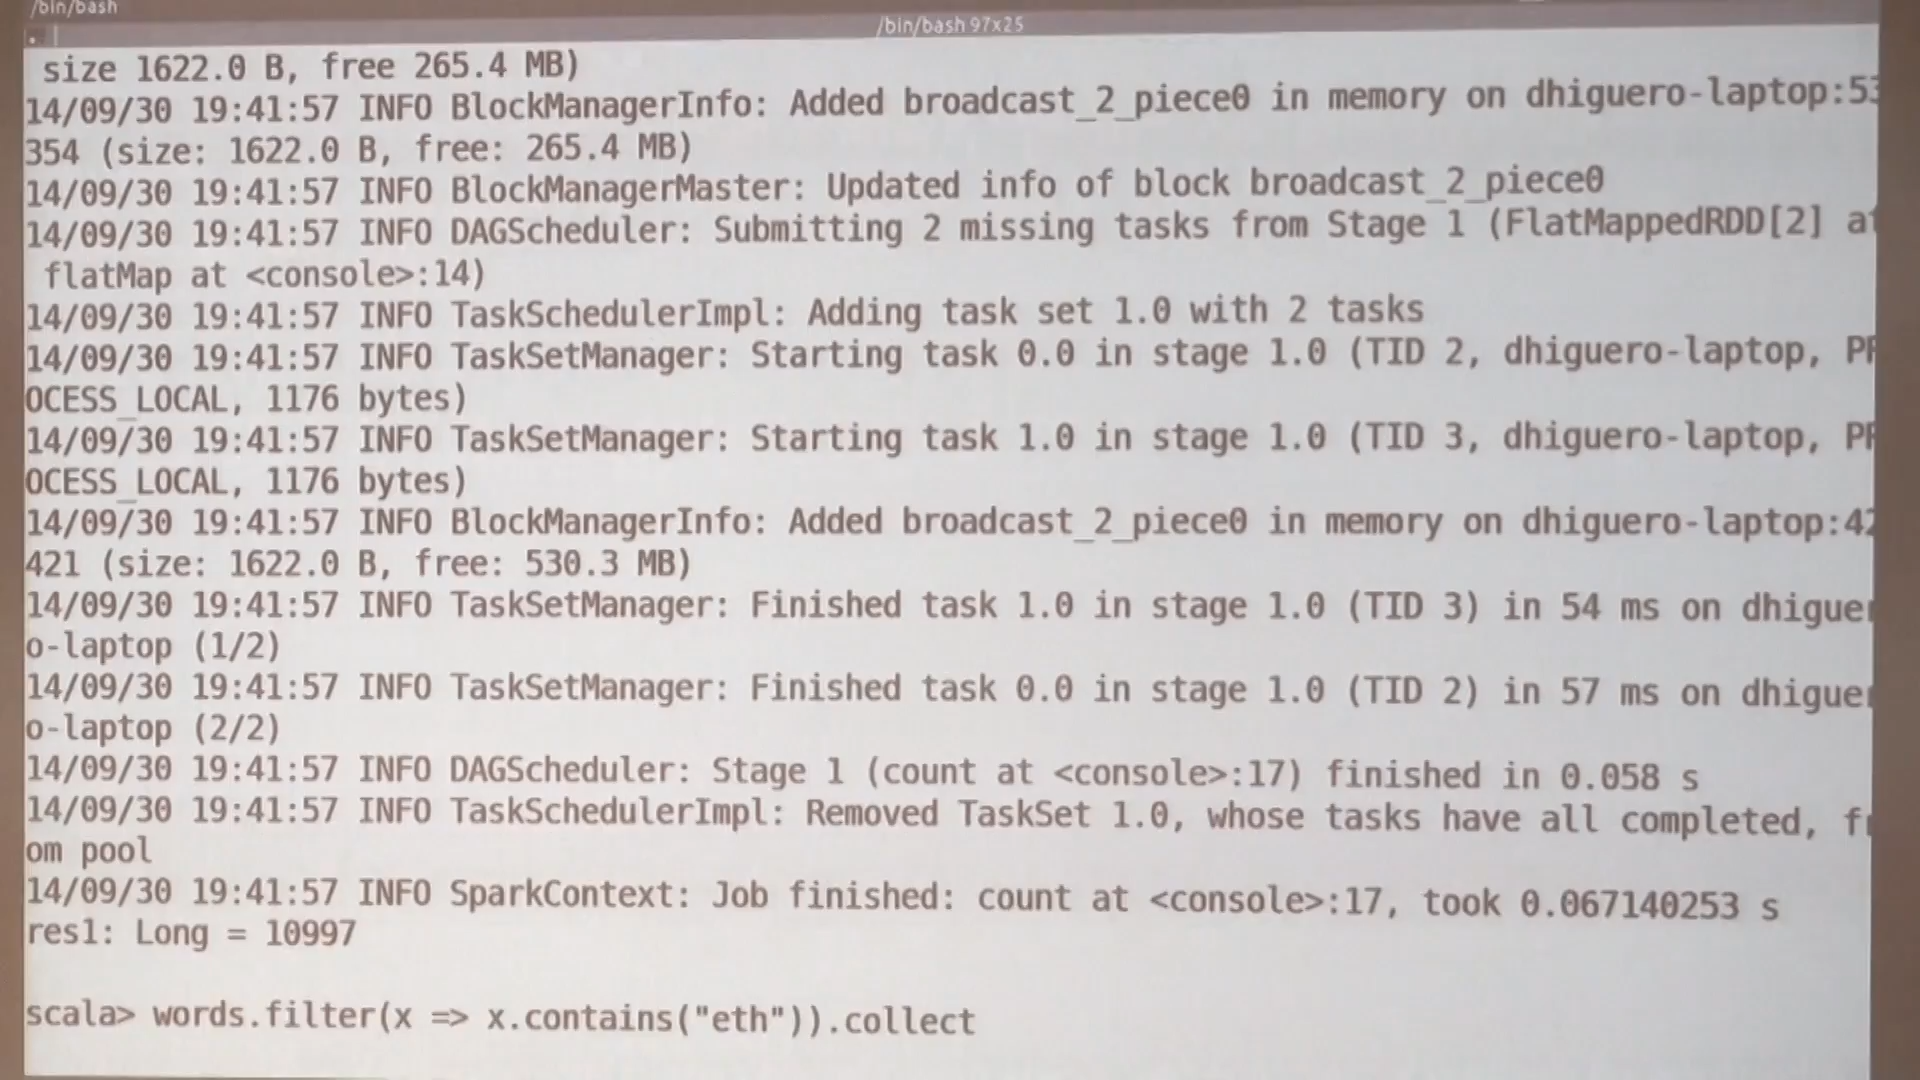 /bin/bash
/bin/bash 97x25
size 1622.0 B, free 265.4 MB)
14/09/30 19:41:57 INFO BlockManagerInfo: Added broadcast_2_piece0 in memory on dhiguero-laptop:53
354 (size: 1622.0 B, free: 265.4 MB)
14/09/30 19:41:57 INFO BlockManagerMaster: Updated info of block broadcast_2_piece0
14/09/30 19:41:57 INFO DAGScheduler: Submitting 2 missing tasks from Stage 1 (FlatMappedRDD[2] at
flatMap at <console>:14)
14/09/30 19:41:57 INFO TaskSchedulerImpl: Adding task set 1.0 with 2 tasks
14/09/30 19:41:57 INFO TaskSetManager: Starting task 0.0 in stage 1.0 (TID 2, dhiguero-laptop, PR
OCESS_LOCAL, 1176 bytes)
14/09/30 19:41:57 INFO TaskSetManager: Starting task 1.0 in stage 1.0 (TID 3, dhiguero-laptop, PR
OCESS_LOCAL, 1176 bytes)
14/09/30 19:41:57 INFO BlockManagerInfo: Added broadcast_2_piece0 in memory on dhiguero-laptop:42
421 (size: 1622.0 B, free: 530.3 MB)
14/09/30 19:41:57 INFO TaskSetManager: Finished task 1.0 in stage 1.0 (TID 3) in 54 ms on dhiguer
o-laptop (1/2)
14/09/30 19:41:57 INFO TaskSetManager: Finished task 0.0 in stage 1.0 (TID 2) in 57 ms on dhiguer
o-laptop (2/2)
14/09/30 19:41:57 INFO DAGScheduler: Stage 1 (count at <console>:17) finished in 0.058 s
14/09/30 19:41:57 INFO TaskSchedulerImpl: Removed TaskSet 1.0, whose tasks have all completed, fr
om pool
14/09/30 19:41:57 INFO SparkContext: Job finished: count at <console>:17, took 0.067140253 s
res1: Long = 10997
scala> words.filter(x => x.contains("eth")).collect